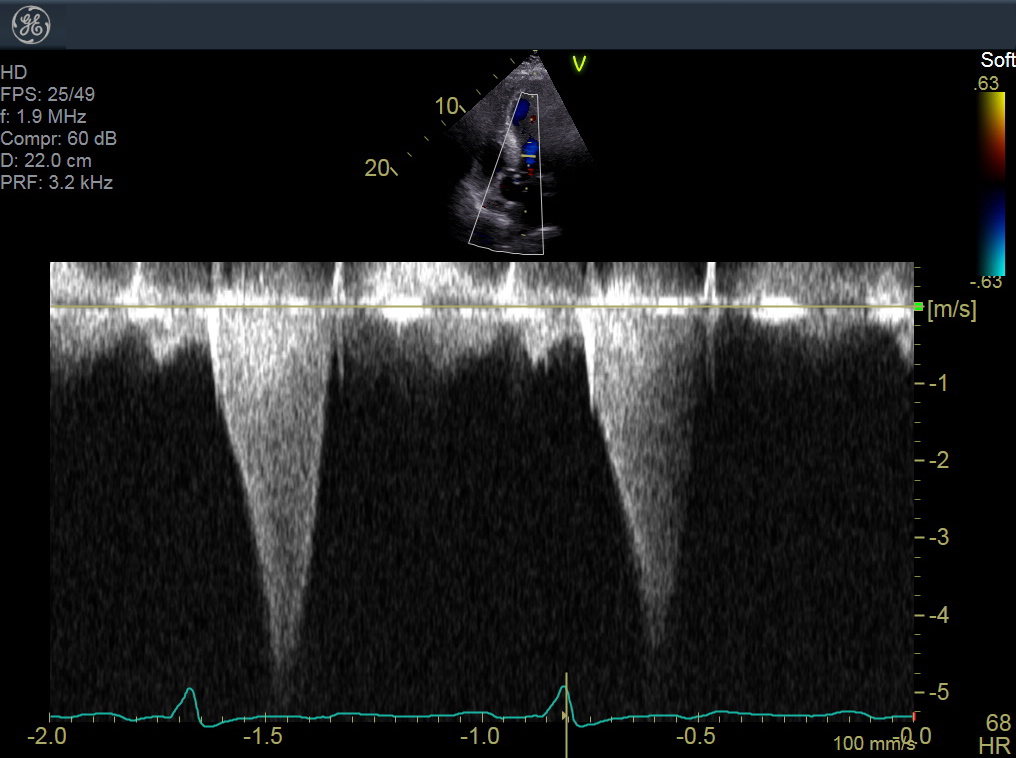 GE
Soft
HD
FPS: 25/49
f: 1.9 MHz
Compr: 60 dB
D: 22.0 cm
PRF: 3.2 kHz
V
.63
10
20
-.63
[m/s]
-1
-2
-3
-4
-5
-2.0
-1.5
-1.0
-0.5
0.0
100 mm/s
68
HR